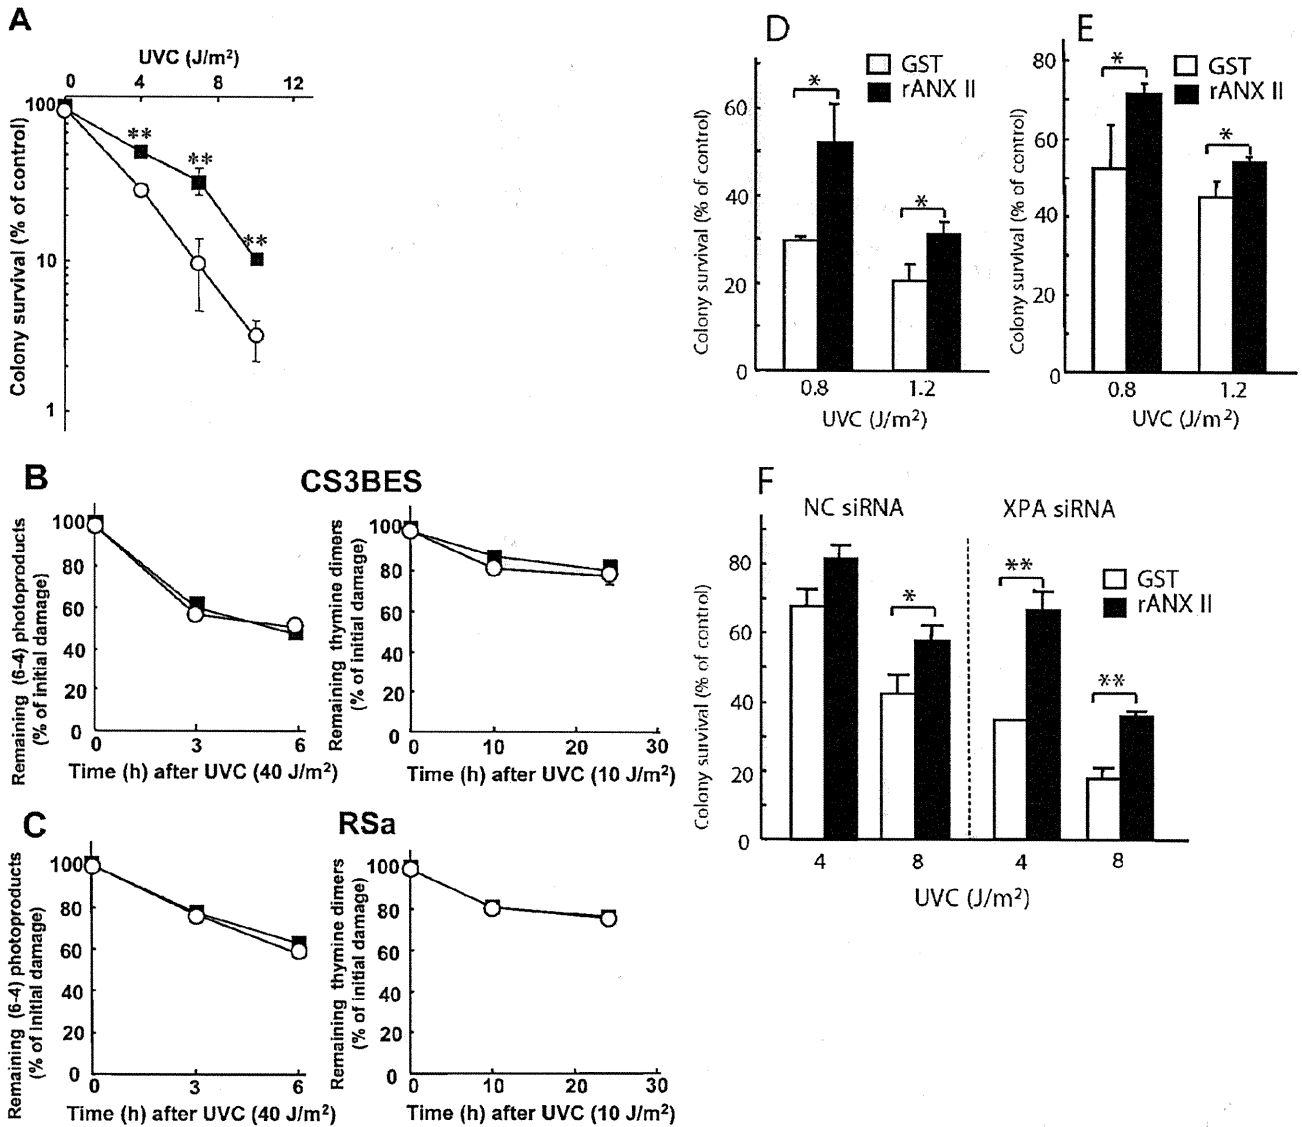 A
UVC (J/m²)
0 4 8 12
100
10
1
Colony survival (% of control)
**
**
**
B
CS3BES
Remaining (6-4) photoproducts
(% of initial damage)
100
80
60
40
20
0
0 3 6
Time (h) after UVC (40 J/m²)
Remaining thymine dimers
(% of initial damage)
100
80
60
40
20
0
0 10 20 30
Time (h) after UVC (10 J/m²)
C
RSa
Remaining (6-4) photoproducts
(% of initial damage)
100
80
60
40
20
0
0 3 6
Time (h) after UVC (40 J/m²)
Remaining thymine dimers
(% of initial damage)
100
80
60
40
20
0
0 10 20 30
Time (h) after UVC (10 J/m²)
D
GST
rANX II
Colony survival (% of control)
60
40
20
0
*
*
0.8 1.2
UVC (J/m²)
E
GST
rANX II
Colony survival (% of control)
80
60
40
20
0
*
*
0.8 1.2
UVC (J/m²)
F
NC siRNA XPA siRNA
GST
rANX II
Colony survival (% of control)
80
60
40
20
0
*
**
**
4 8 4 8
UVC (J/m²)